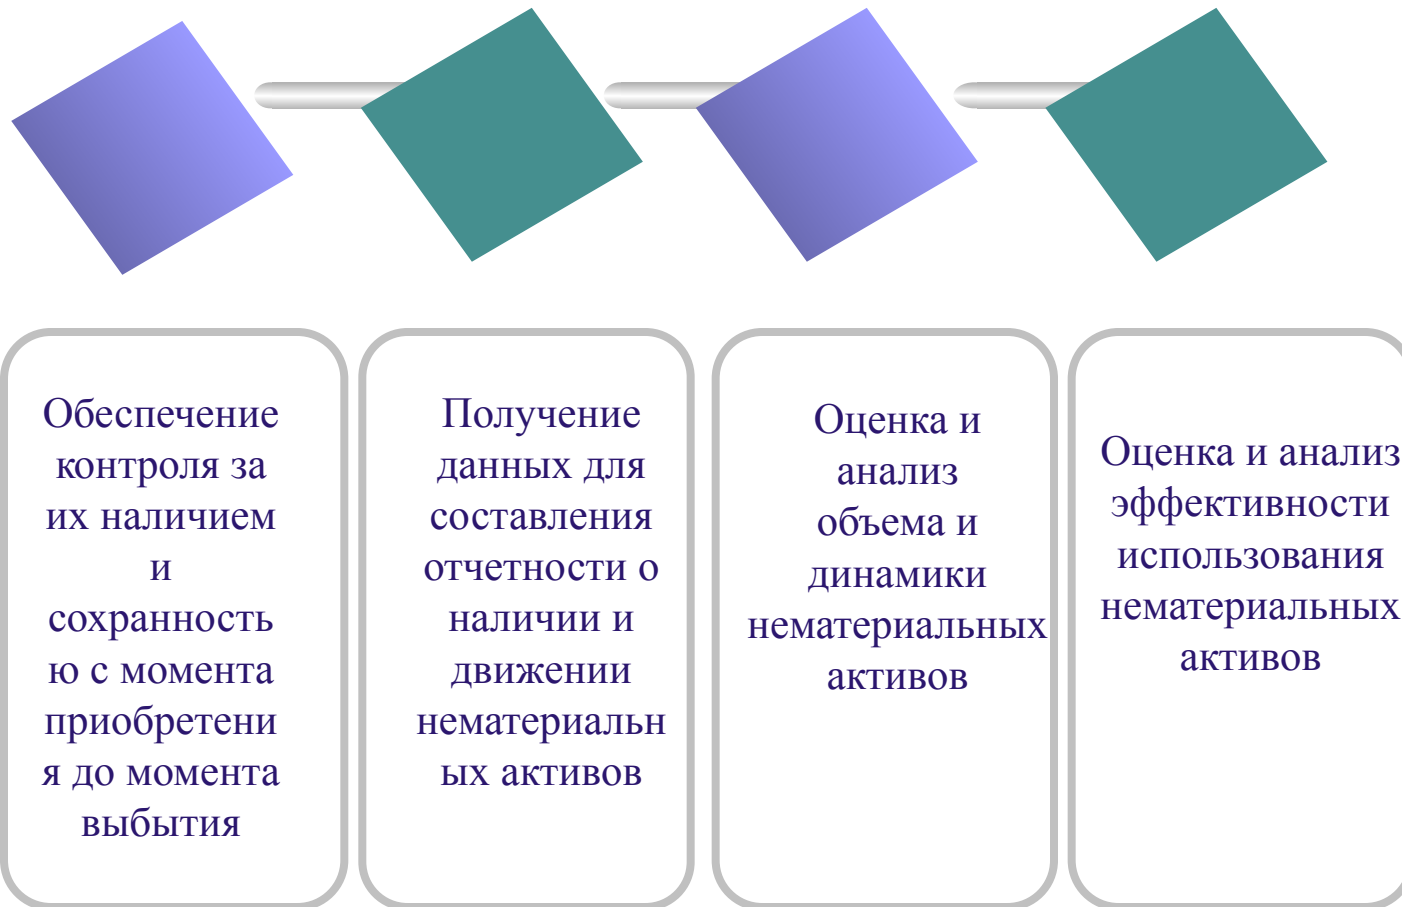 Обеспечение
контроля за
их наличием
и
сохранность
ю с момента
приобретени
я до момента
выбытия
Получение
данных для
составления
отчетности о
наличии и
движении
нематериальн
ых активов
Оценка и
анализ
объема и
динамики
нематериальных
активов
Оценка и анализ
эффективности
использования
нематериальных
активов